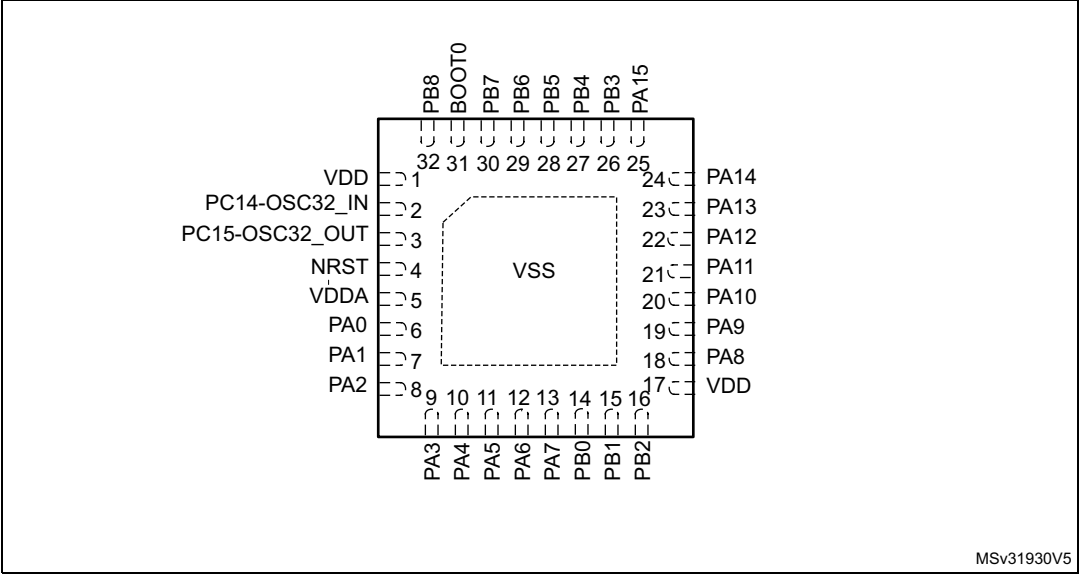 PB8
BOOT0
PB7
PB6
PB5
PB4
PB3
PA15
32 31 30 29 28 27 26 25
VDD 1
PC14-OSC32_IN 2
PC15-OSC32_OUT 3
NRST 4
VDDA 5
PA0 6
PA1 7
PA2 8
VSS
24 PA14
23 PA13
22 PA12
21 PA11
20 PA10
19 PA9
18 PA8
17 VDD
9 10 11 12 13 14 15 16
PA3
PA4
PA5
PA6
PA7
PB0
PB1
PB2
MSv31930V5